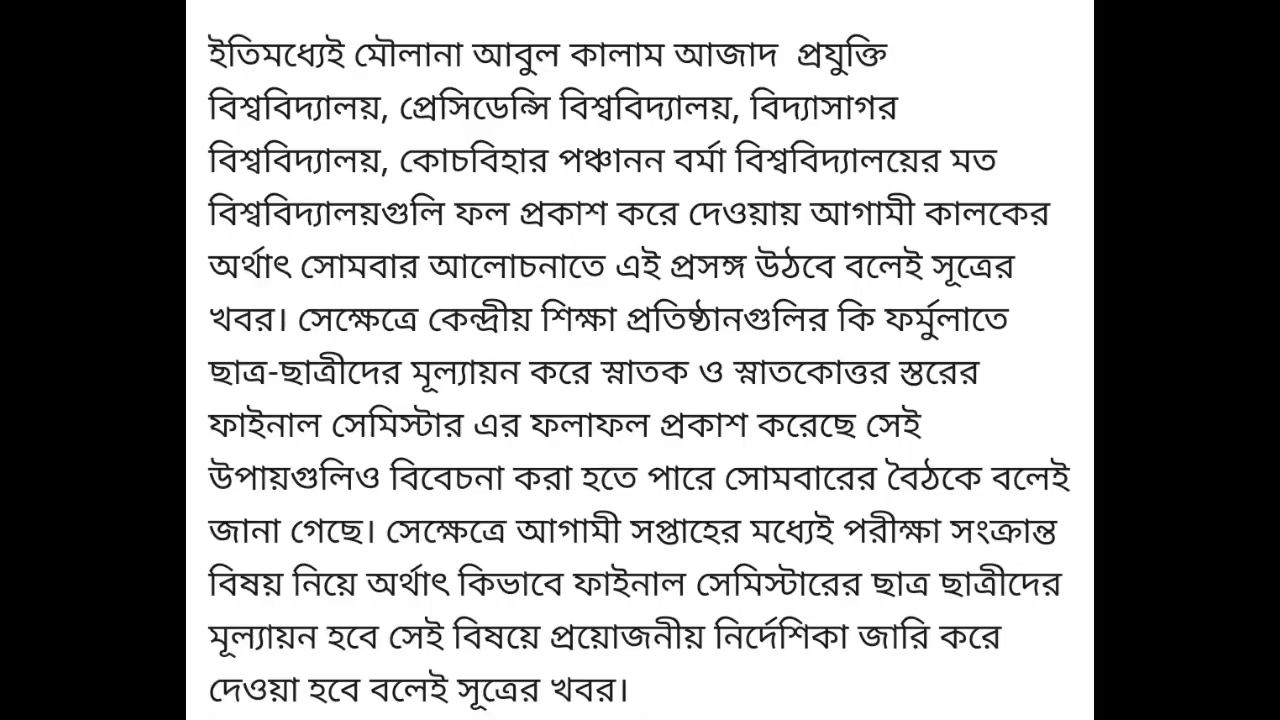 ইতিমধ্যেই মৌলানা আবুল কালাম আজাদ প্রযুক্তি
বিশ্ববিদ্যালয়, প্রেসিডেন্সি বিশ্ববিদ্যালয়, বিদ্যাসাগর
বিশ্ববিদ্যালয়, কোচবিহার পঞ্চানন বর্মা বিশ্ববিদ্যালয়ের মত
বিশ্ববিদ্যালয়গুলি ফল প্রকাশ করে দেওয়ায় আগামী কালকের
অর্থাৎ সোমবার আলোচনাতে এই প্রসঙ্গ উঠবে বলেই সূত্রের
খবর। সেক্ষেত্রে কেন্দ্রীয় শিক্ষা প্রতিষ্ঠানগুলির কি ফর্মুলাতে
ছাত্র-ছাত্রীদের মূল্যায়ন করে স্নাতক ও স্নাতকোত্তর স্তরের
ফাইনাল সেমিস্টার এর ফলাফল প্রকাশ করেছে সেই
উপায়গুলিও বিবেচনা করা হতে পারে সোমবারের বৈঠকে বলেই
জানা গেছে। সেক্ষেত্রে আগামী সপ্তাহের মধ্যেই পরীক্ষা সংক্রান্ত
বিষয় নিয়ে অর্থাৎ কিভাবে ফাইনাল সেমিস্টারের ছাত্র ছাত্রীদের
মূল্যায়ন হবে সেই বিষয়ে প্রয়োজনীয় নির্দেশিকা জারি করে
দেওয়া হবে বলেই সূত্রের খবর।